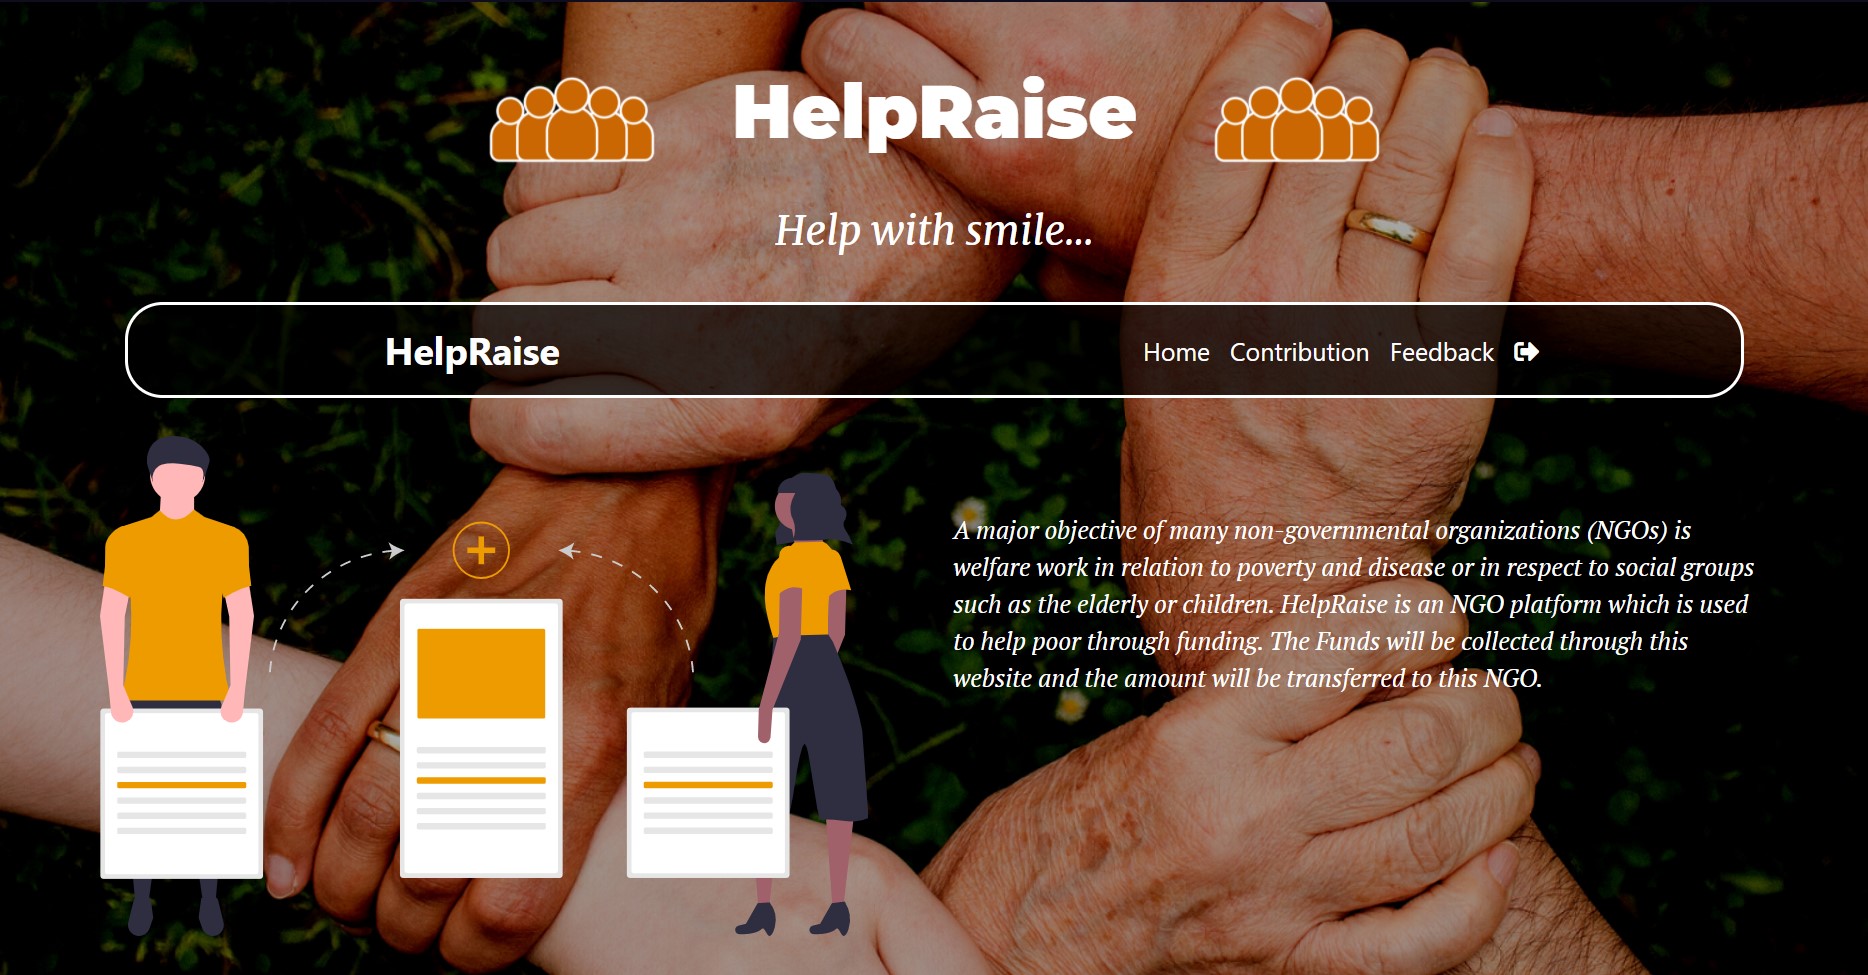 HelpRaise
Help with smile...
HelpRaise
Home Contribution Feedback
A major objective of many non-governmental organizations (NGOs) is
welfare work in relation to poverty and disease or in respect to social groups
such as the elderly or children. HelpRaise is an NGO platform which is used
to help poor through funding. The Funds will be collected through this
website and the amount will be transferred to this NGO.